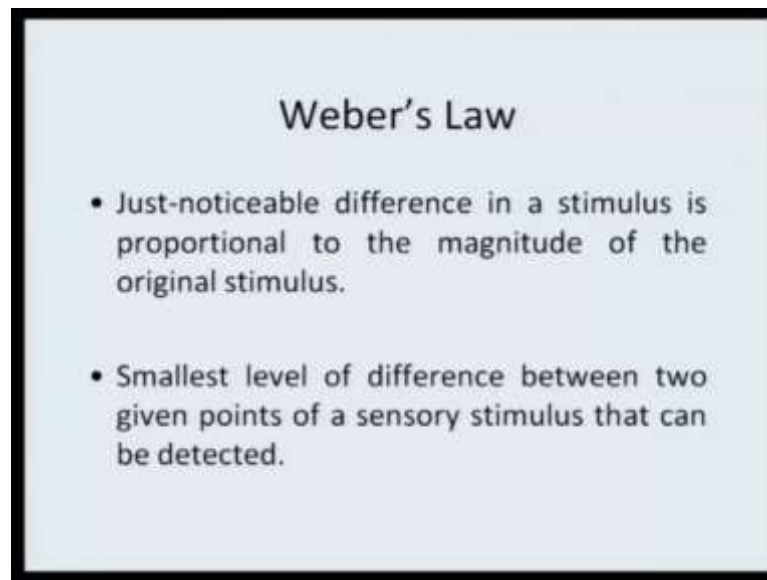 Weber's Law
• Just-noticeable difference in a stimulus is
proportional to the magnitude of the
original stimulus.
• Smallest level of difference between two
given points of a sensory stimulus that can
be detected.